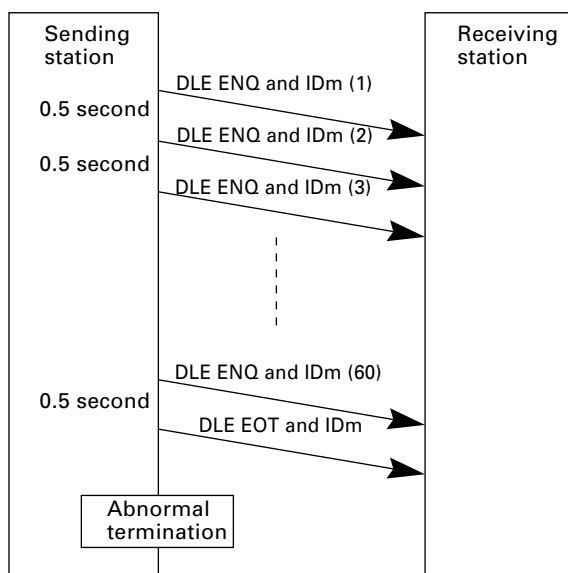 Sending
station
Receiving
station
DLE ENQ and IDm (1)
0.5 second
DLE ENQ and IDm (2)
0.5 second
DLE ENQ and IDm (3)
DLE ENQ and IDm (60)
0.5 second
DLE EOT and IDm
Abnormal
termination